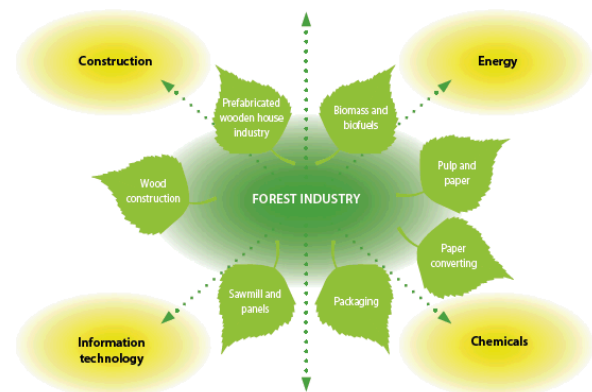 Construction
Energy
Prefabricated
wooden house
industry
Biomass and
biofuels
Wood
construction
FOREST INDUSTRY
Pulp and
paper
Paper
converting
Sawmill and
panels
Packaging
Information
technology
Chemicals